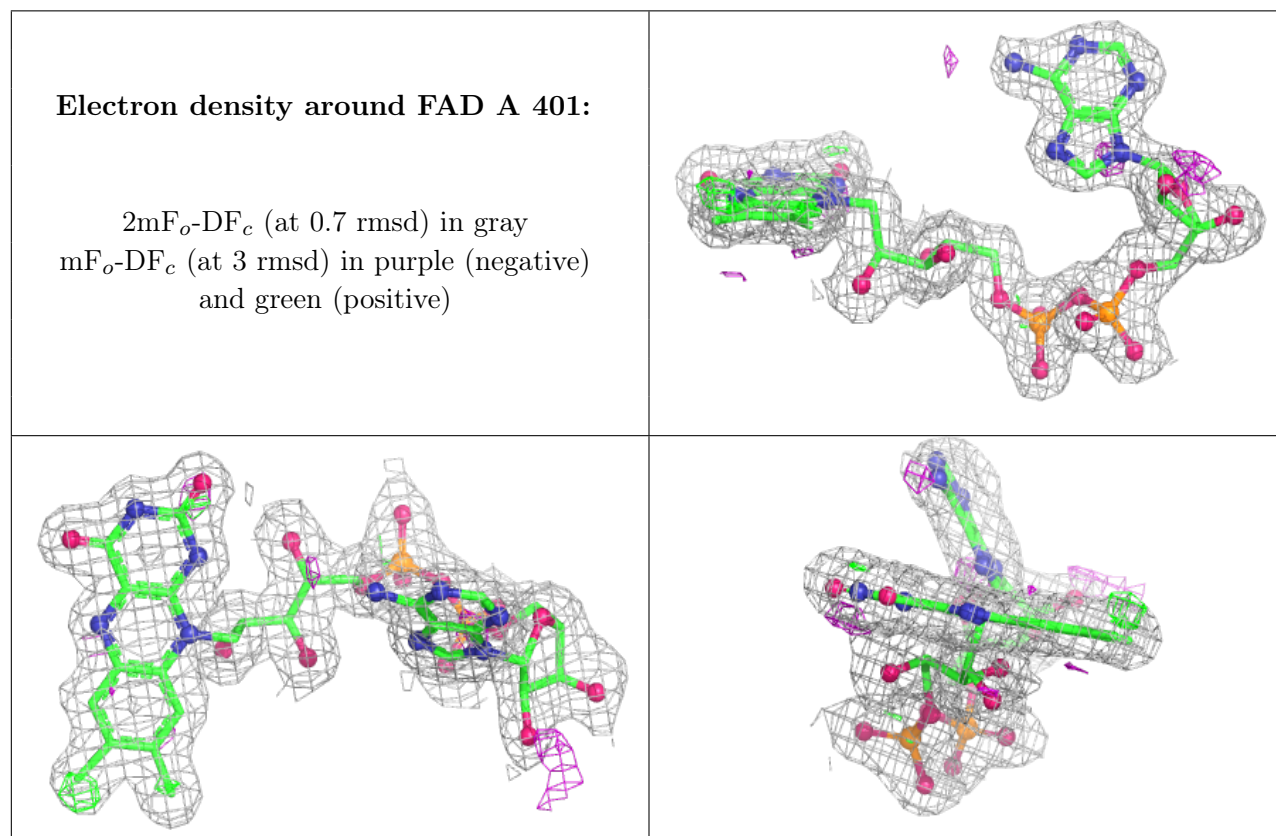 Electron density around FAD A 401:
2mFo-DFc (at 0.7 rmsd) in gray
mFo-DFc (at 3 rmsd) in purple (negative)
and green (positive)